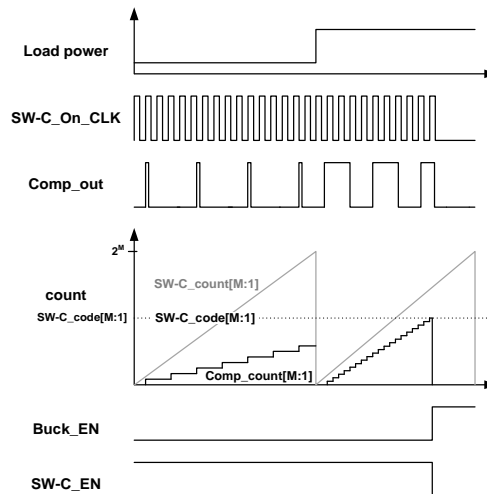 Load power
SW-C_On_CLK
Comp_out
2^M
SW-C_count[M:1]
count
SW-C_code[M:1]
SW-C_code[M:1]
Comp_count[M:1]
Buck_EN
SW-C_EN